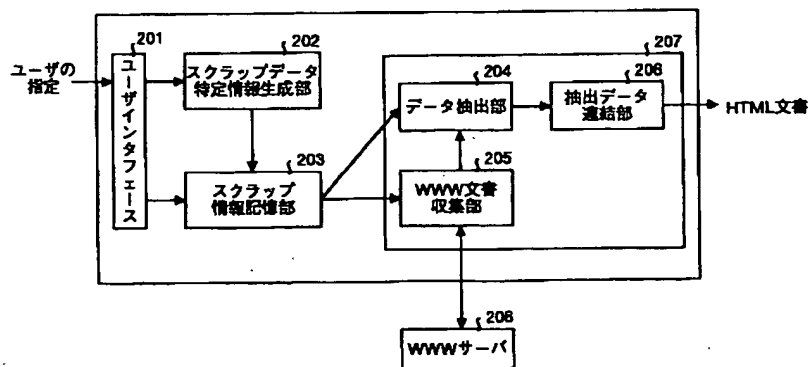 201
202
207
ユーザの
指定
ユーザインタフェース
スクラップデータ
特定情報生成部
204
データ抽出部
206
抽出データ
連結部
HTML文書
203
スクラップ
情報記憶部
205
WWW文書
収集部
208
WWWサーバ